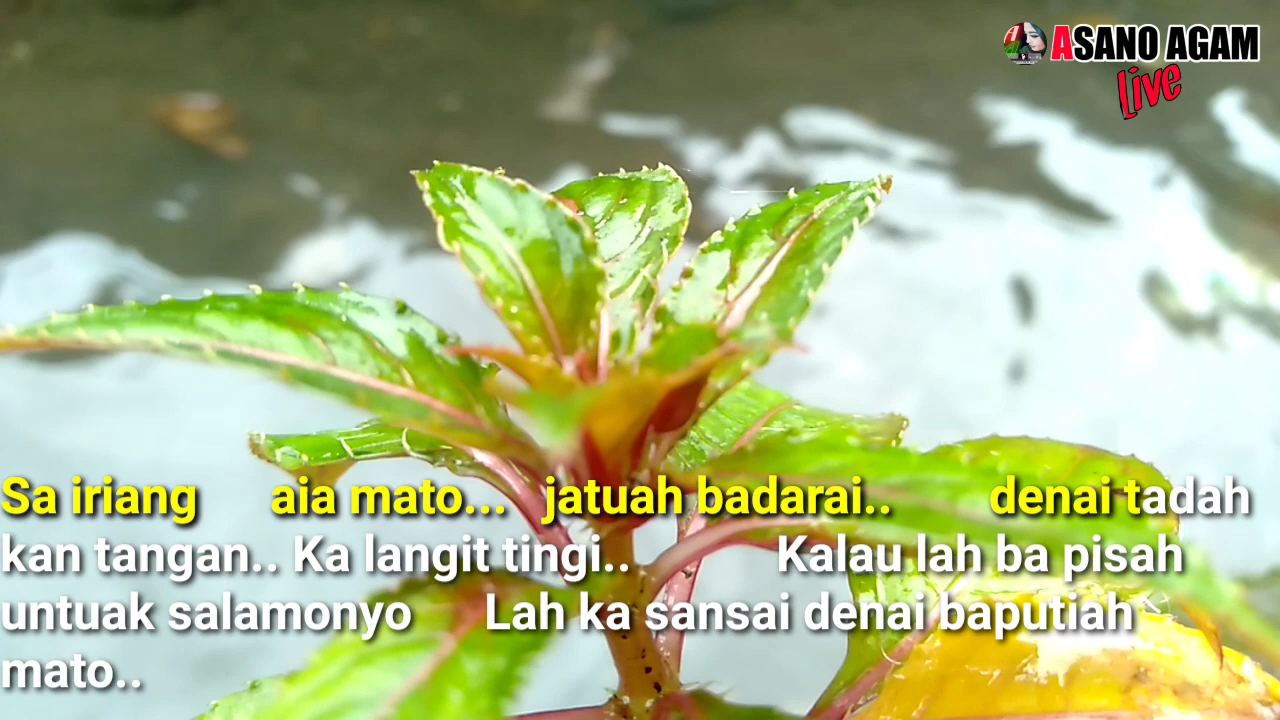 ASANO AGAM
Live
Sa iriang aia mato... jatuah badarai.. denai tadah
kan tangan.. Ka langit tingi.. Kalau lah ba pisah
untuak salamonyo Lah ka sansai denai baputiah
mato..